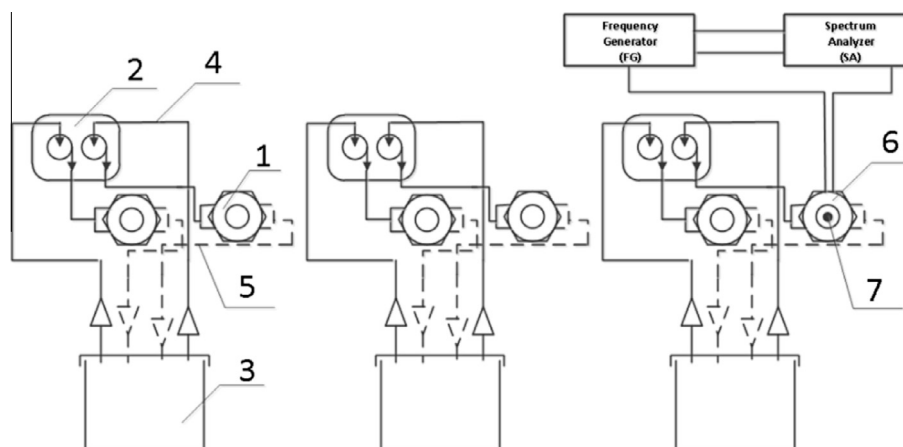 Frequency
Generator
(FG)
Spectrum
Analyzer
(SA)
2
4
1
6
5
7
3